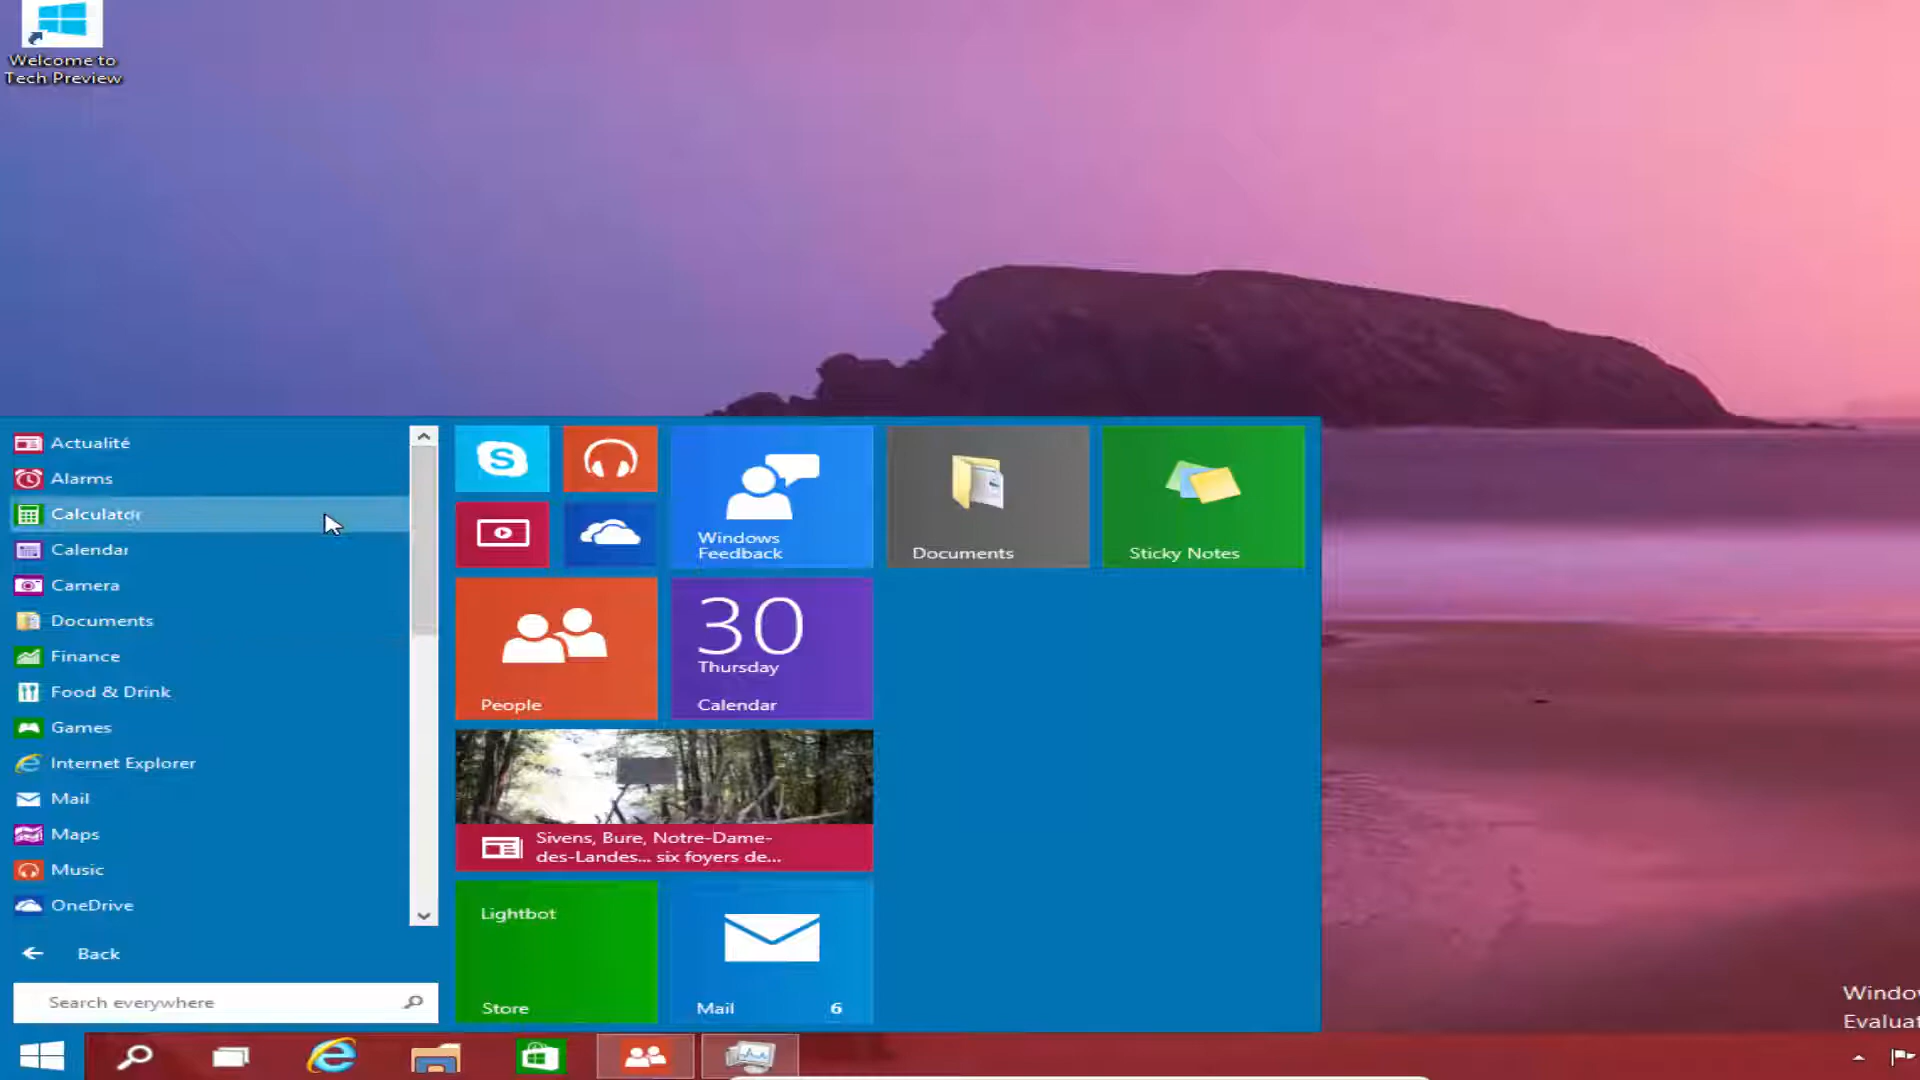 Welcome to
Tech Preview
Actualité
Alarms
Calculator
Calendar
Camera
Documents
Finance
Food & Drink
Games
Internet Explorer
Mail
Maps
Music
OneDrive
Back
Search everywhere
Windows
Feedback
Documents
Sticky Notes
People
30
Thursday
Calendar
Sivens, Bure, Notre-Dame-
des-Landes... six foyers de...
Lightbot
Store
Mail
6
Windo
Evaluat